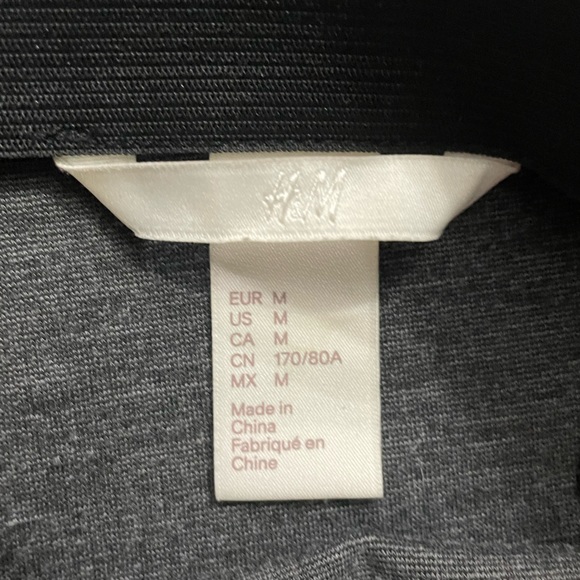 H&M
EUR M
US M
CA M
CN 170/80A
MX M
Made in
China
Fabriqué en
Chine